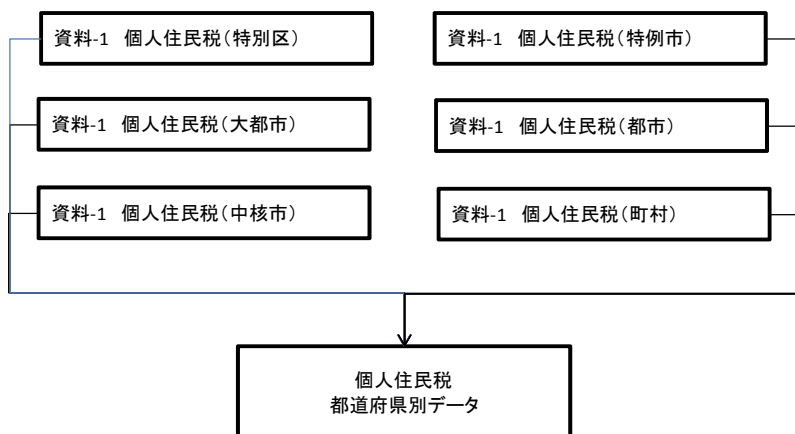 資料-1 個人住民税(特別区)
資料-1 個人住民税(特例市)
資料-1 個人住民税(大都市)
資料-1 個人住民税(都市)
資料-1 個人住民税(中核市)
資料-1 個人住民税(町村)
個人住民税
都道府県別データ